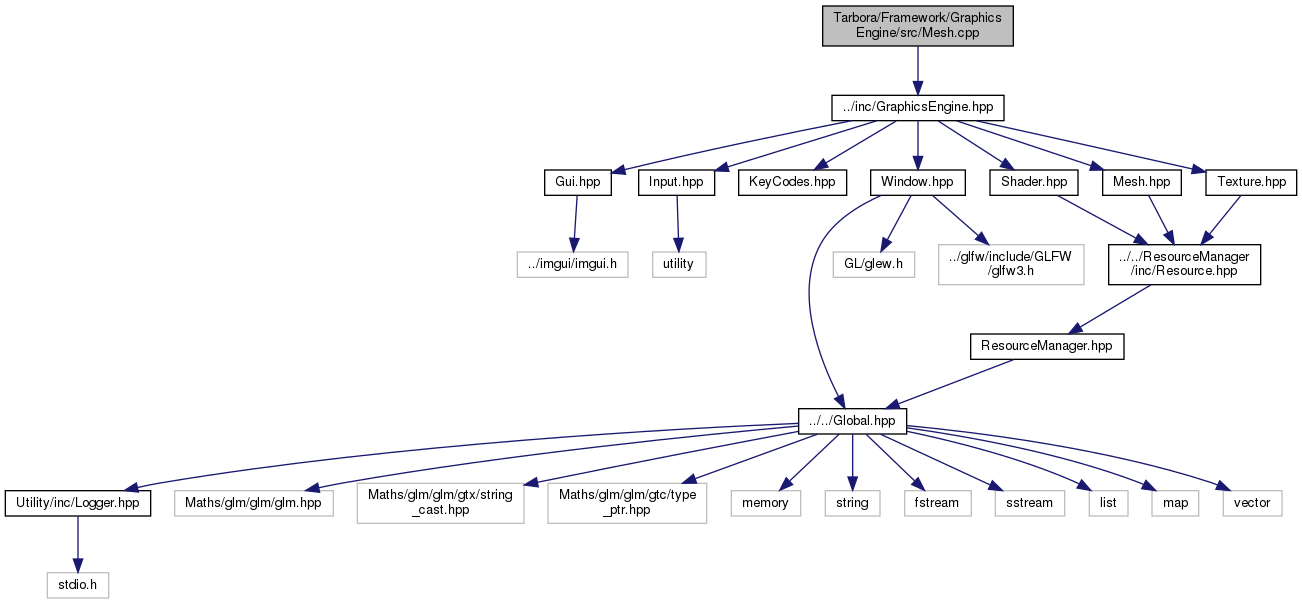 Tarbora/Framework/Graphics
Engine/src/Mesh.cpp
../inc/GraphicsEngine.hpp
Gui.hpp
Input.hpp
KeyCodes.hpp
Window.hpp
Shader.hpp
Mesh.hpp
Texture.hpp
../imgui/imgui.h
utility
GL/glew.h
../glfw/include/GLFW
/glfw3.h
../../ResourceManager
/inc/Resource.hpp
ResourceManager.hpp
../../Global.hpp
Utility/inc/Logger.hpp
Maths/glm/glm/glm.hpp
Maths/glm/glm/gtx/string
_cast.hpp
Maths/glm/glm/gtc/type
_ptr.hpp
memory
string
fstream
sstream
list
map
vector
stdio.h